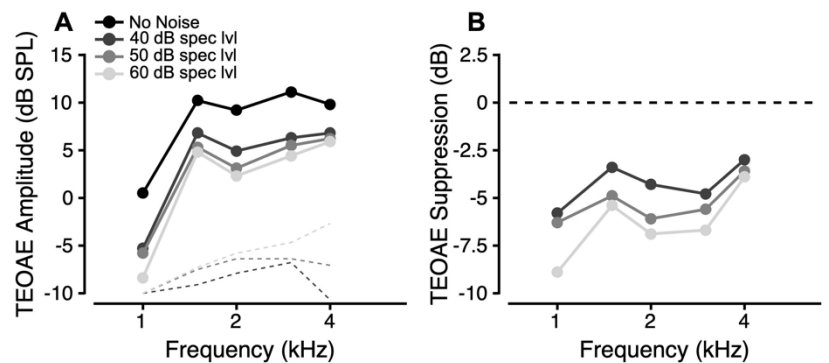 A
No Noise
40 dB spec lvl
50 dB spec lvl
60 dB spec lvl
TEOAE Amplitude (dB SPL)
15
10
5
0
-5
-10
1
2
4
Frequency (kHz)
B
TEOAE Suppression (dB)
2.5
0
-2.5
-5
-7.5
-10
1
2
4
Frequency (kHz)